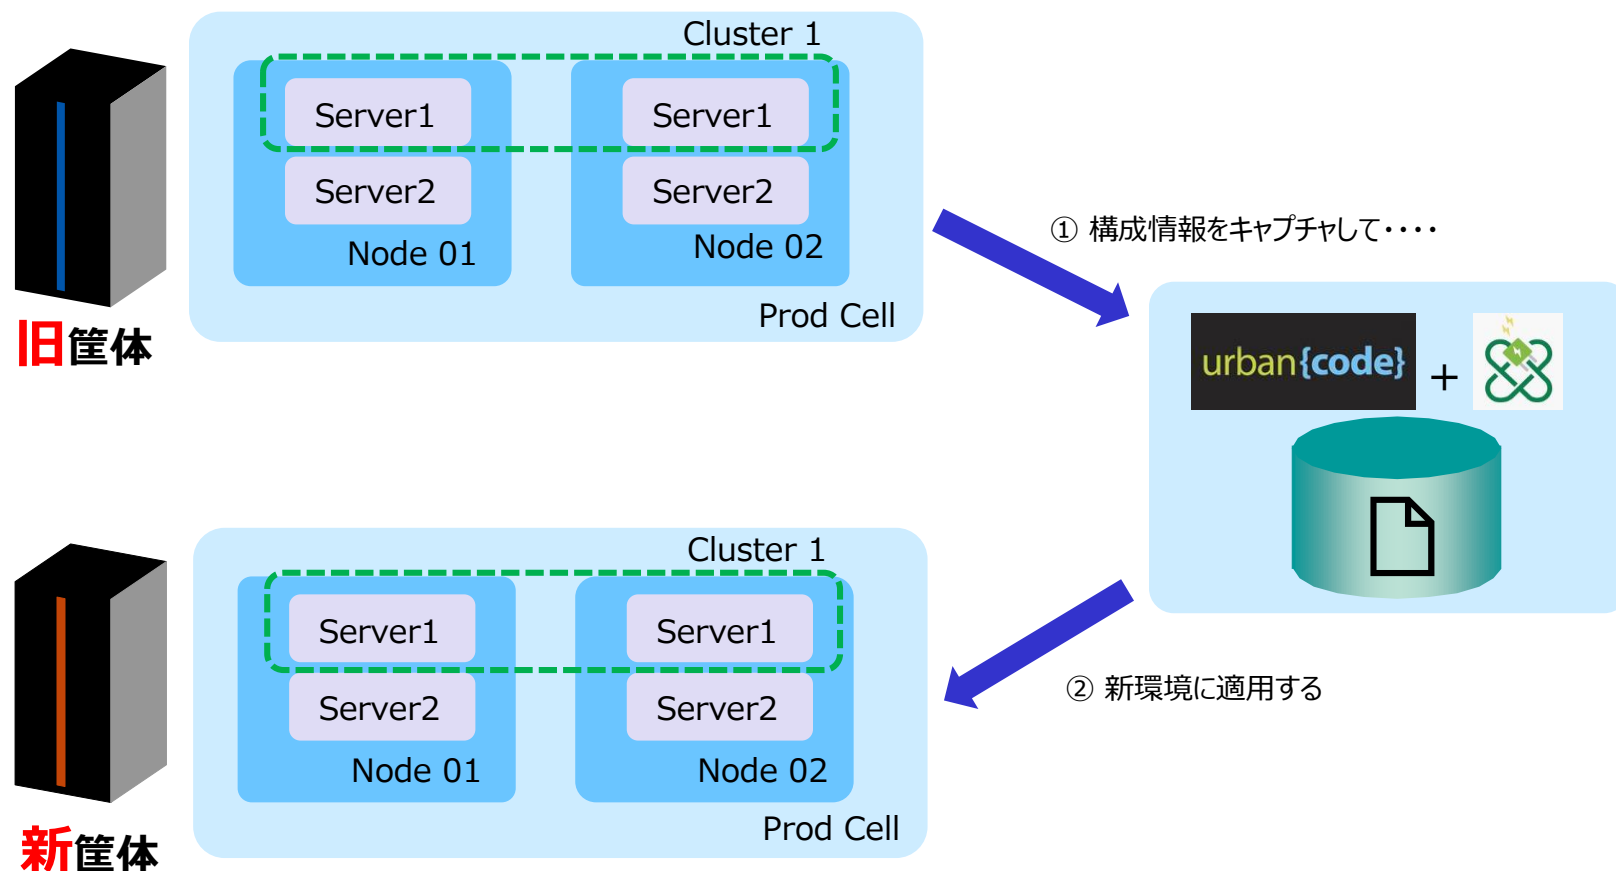 Cluster 1
Server1
Server1
Server2
Server2
Node 01
Node 02
Prod Cell
旧筐体
① 構成情報をキャプチャして・・・・
urban{code}
+
Cluster 1
Server1
Server1
Server2
Server2
Node 01
Node 02
Prod Cell
新筐体
② 新環境に適用する